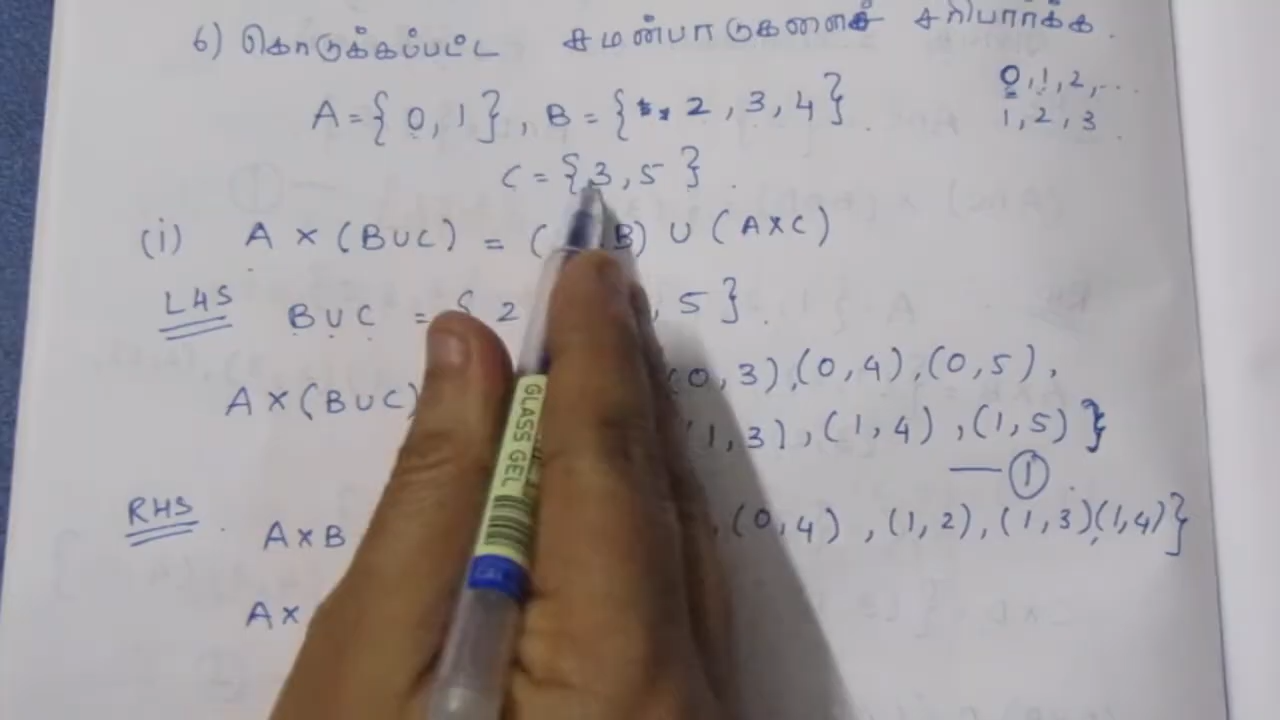 6) கொடுக்கப்பட்ட சமன்பாடுகளைச் சரிபார்க்க.
A = { 0, 1 }, B = { 2, 3, 4 }.
0, 1, 2, ...
1, 2, 3
C = { 3, 5 }.
(i) A × (B ∪ C) = ( B) ∪ (A × C)
LHS B ∪ C = { 2 , 5 }.
A × (B ∪ C) (0, 3), (0, 4), (0, 5),
(1, 3), (1, 4), (1, 5) }
— ①
RHS. A × B , (0, 4), (1, 2), (1, 3)(1, 4)}
A ×
GLASS GEL